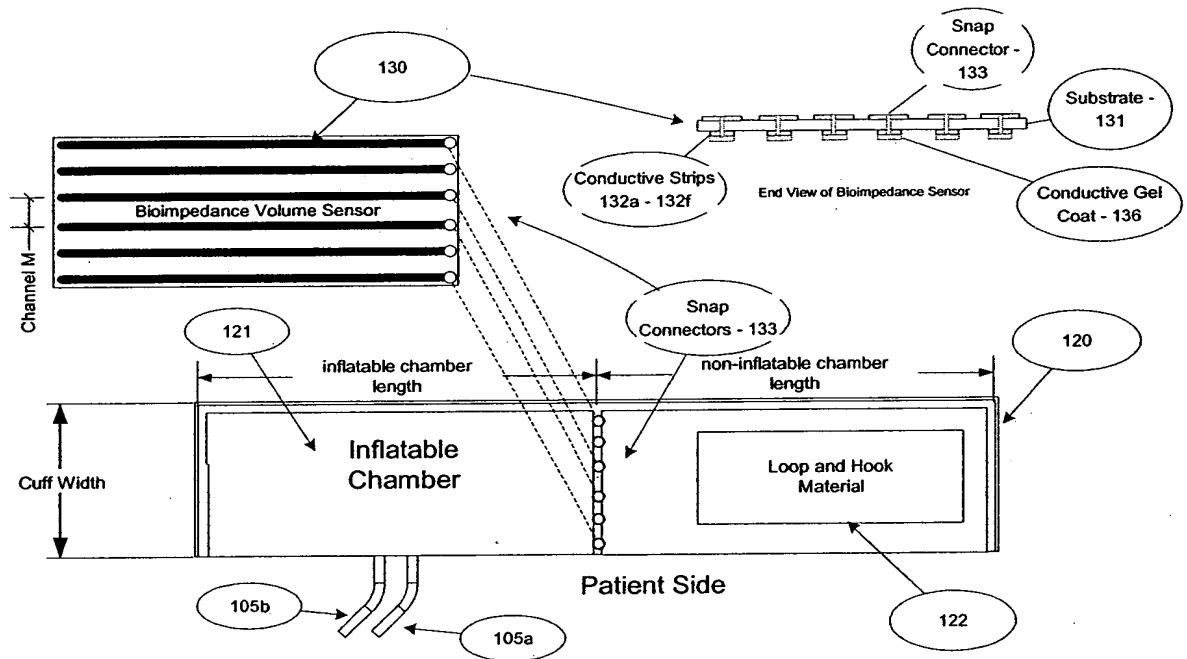 130
Snap
Connector -
133
Substrate -
131
Conductive Strips
132a - 132f
End View of Bioimpedance Sensor
Conductive Gel
Coat - 136
Bioimpedance Volume Sensor
Channel M
Snap
Connectors - 133
121
120
inflatable chamber
length
non-inflatable chamber
length
Cuff Width
Inflatable
Chamber
Loop and Hook
Material
Patient Side
105b
105a
122